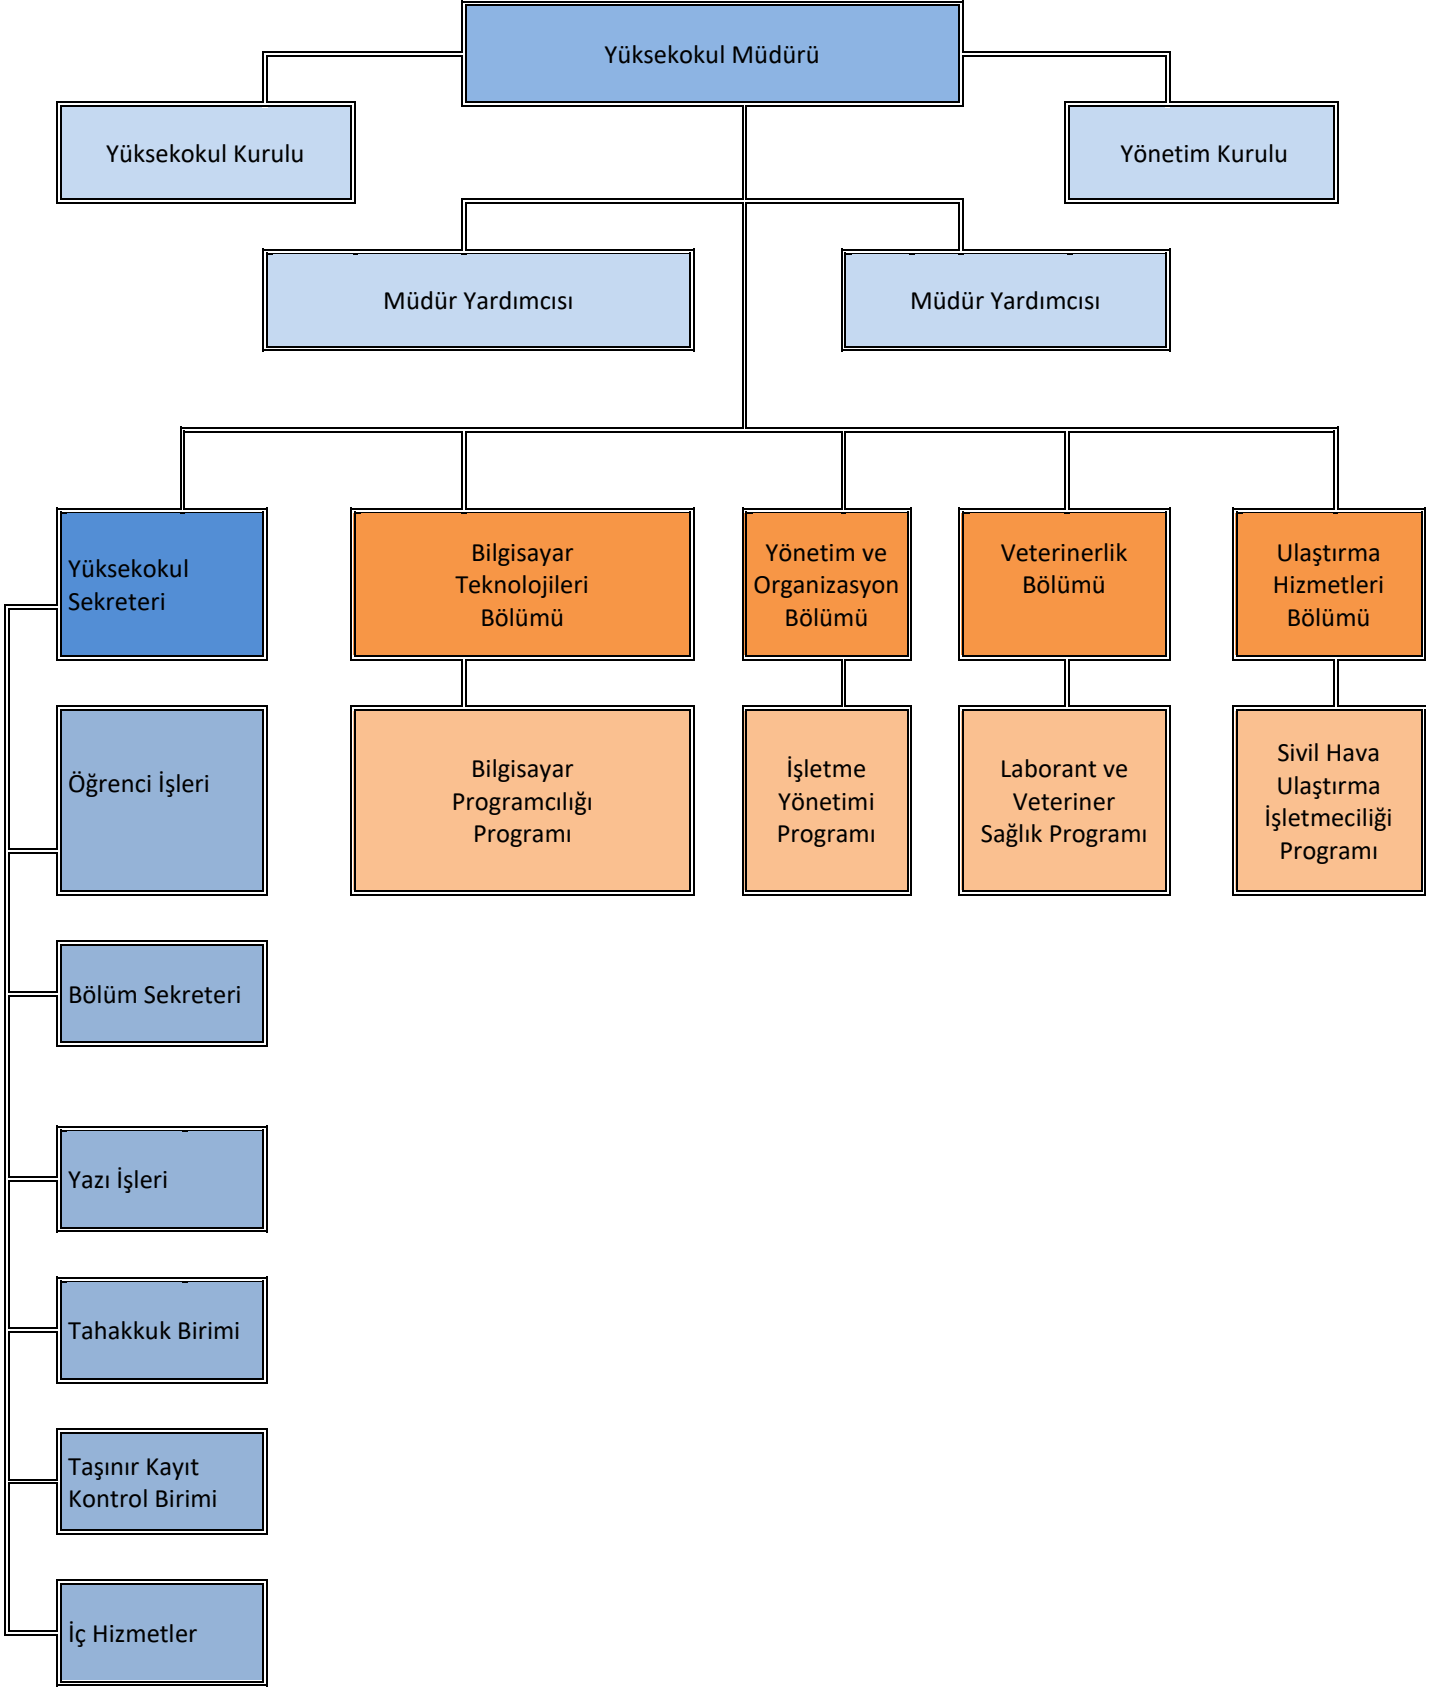 Yüksekokul Müdürü
Yüksekokul Kurulu
Yönetim Kurulu
Müdür Yardımcısı
Müdür Yardımcısı
Yüksekokul
Sekreteri
Bilgisayar
Teknolojileri
Bölümü
Yönetim ve
Organizasyon
Bölümü
Veterinerlik
Bölümü
Ulaştırma
Hizmetleri
Bölümü
Öğrenci İşleri
Bilgisayar
Programcılığı
Programı
İşletme
Yönetimi
Programı
Laborant ve
Veteriner
Sağlık Programı
Sivil Hava
Ulaştırma
İşletmeciliği
Programı
Bölüm Sekreteri
Yazı İşleri
Tahakkuk Birimi
Taşınır Kayıt
Kontrol Birimi
İç Hizmetler